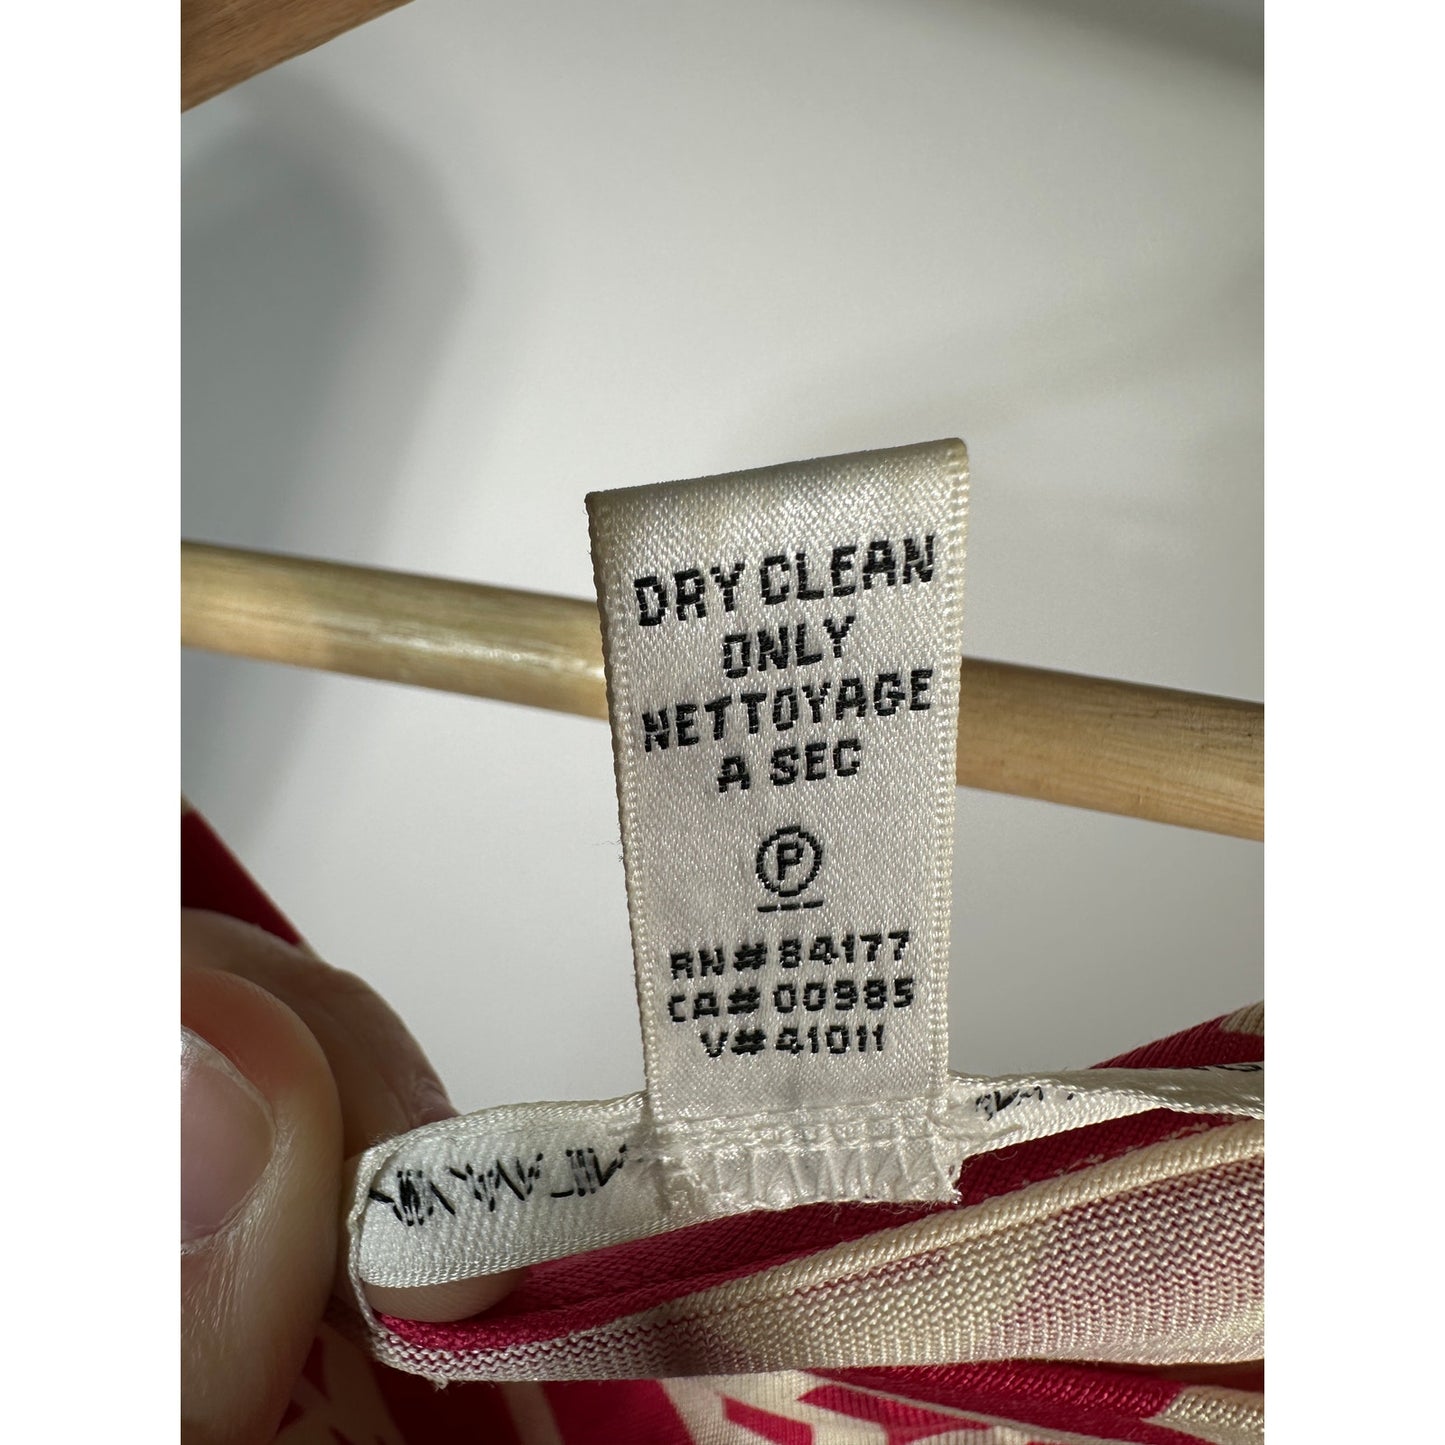 DRY CLEAN
ONLY
NETTOYAGE
A SEC
P
RN#84177
CA#00985
V#41011